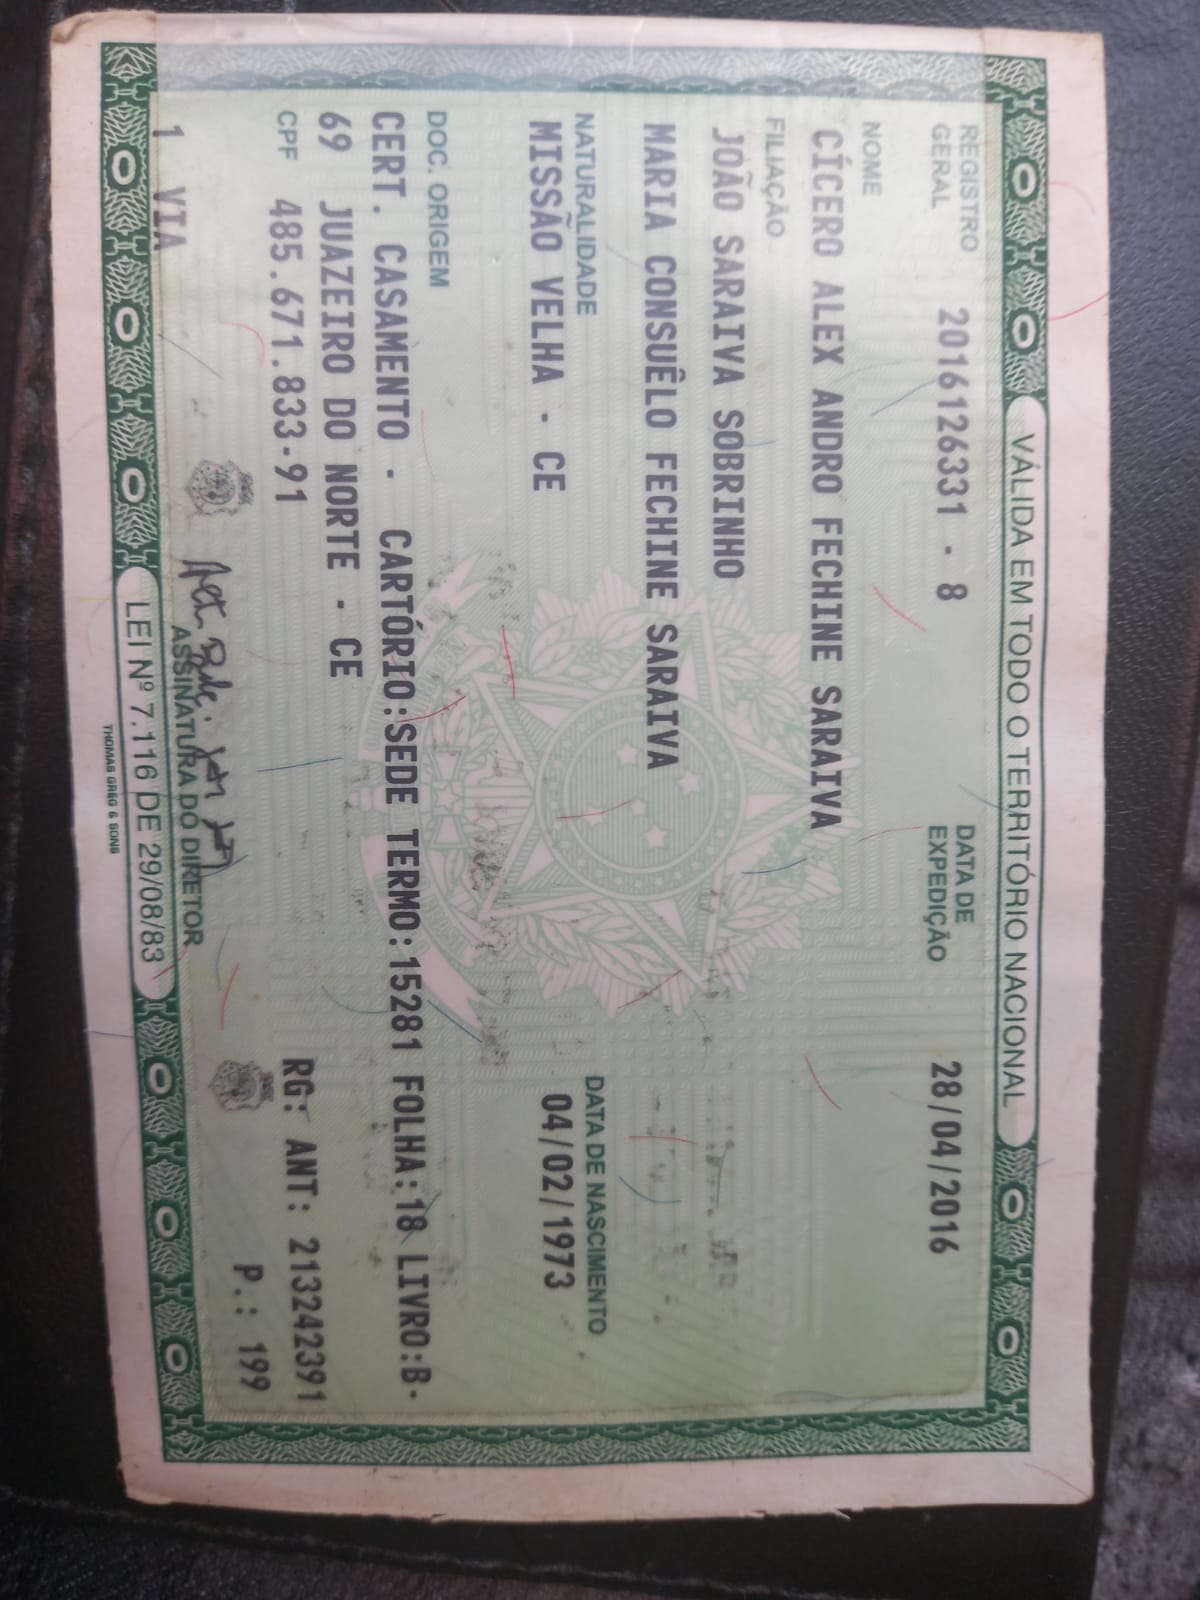 VÁLIDA EM TODO O TERRITÓRIO NACIONAL
REGISTRO GERAL 2016126331 - 8 DATA DE EXPEDIÇÃO 28/04/2016
NOME
CÍCERO ALEX ANDRO FECHINE SARAIVA
FILIAÇÃO
JOÃO SARAIVA SOBRINHO
MARIA CONSUÊLO FECHINE SARAIVA
NATURALIDADE DATA DE NASCIMENTO
MISSÃO VELHA - CE 04/02/1973
DOC. ORIGEM
CERT. CASAMENTO - CARTÓRIO:SEDE TERMO:15281 FOLHA:18 LIVRO:B-
69 JUAZEIRO DO NORTE - CE
CPF 485.671.833-91 RG: ANT: 213242391
P.: 199
1 VIA
ASSINATURA DO DIRETOR
LEI Nº 7.116 DE 29/08/83
THOMAS GREG & SONS